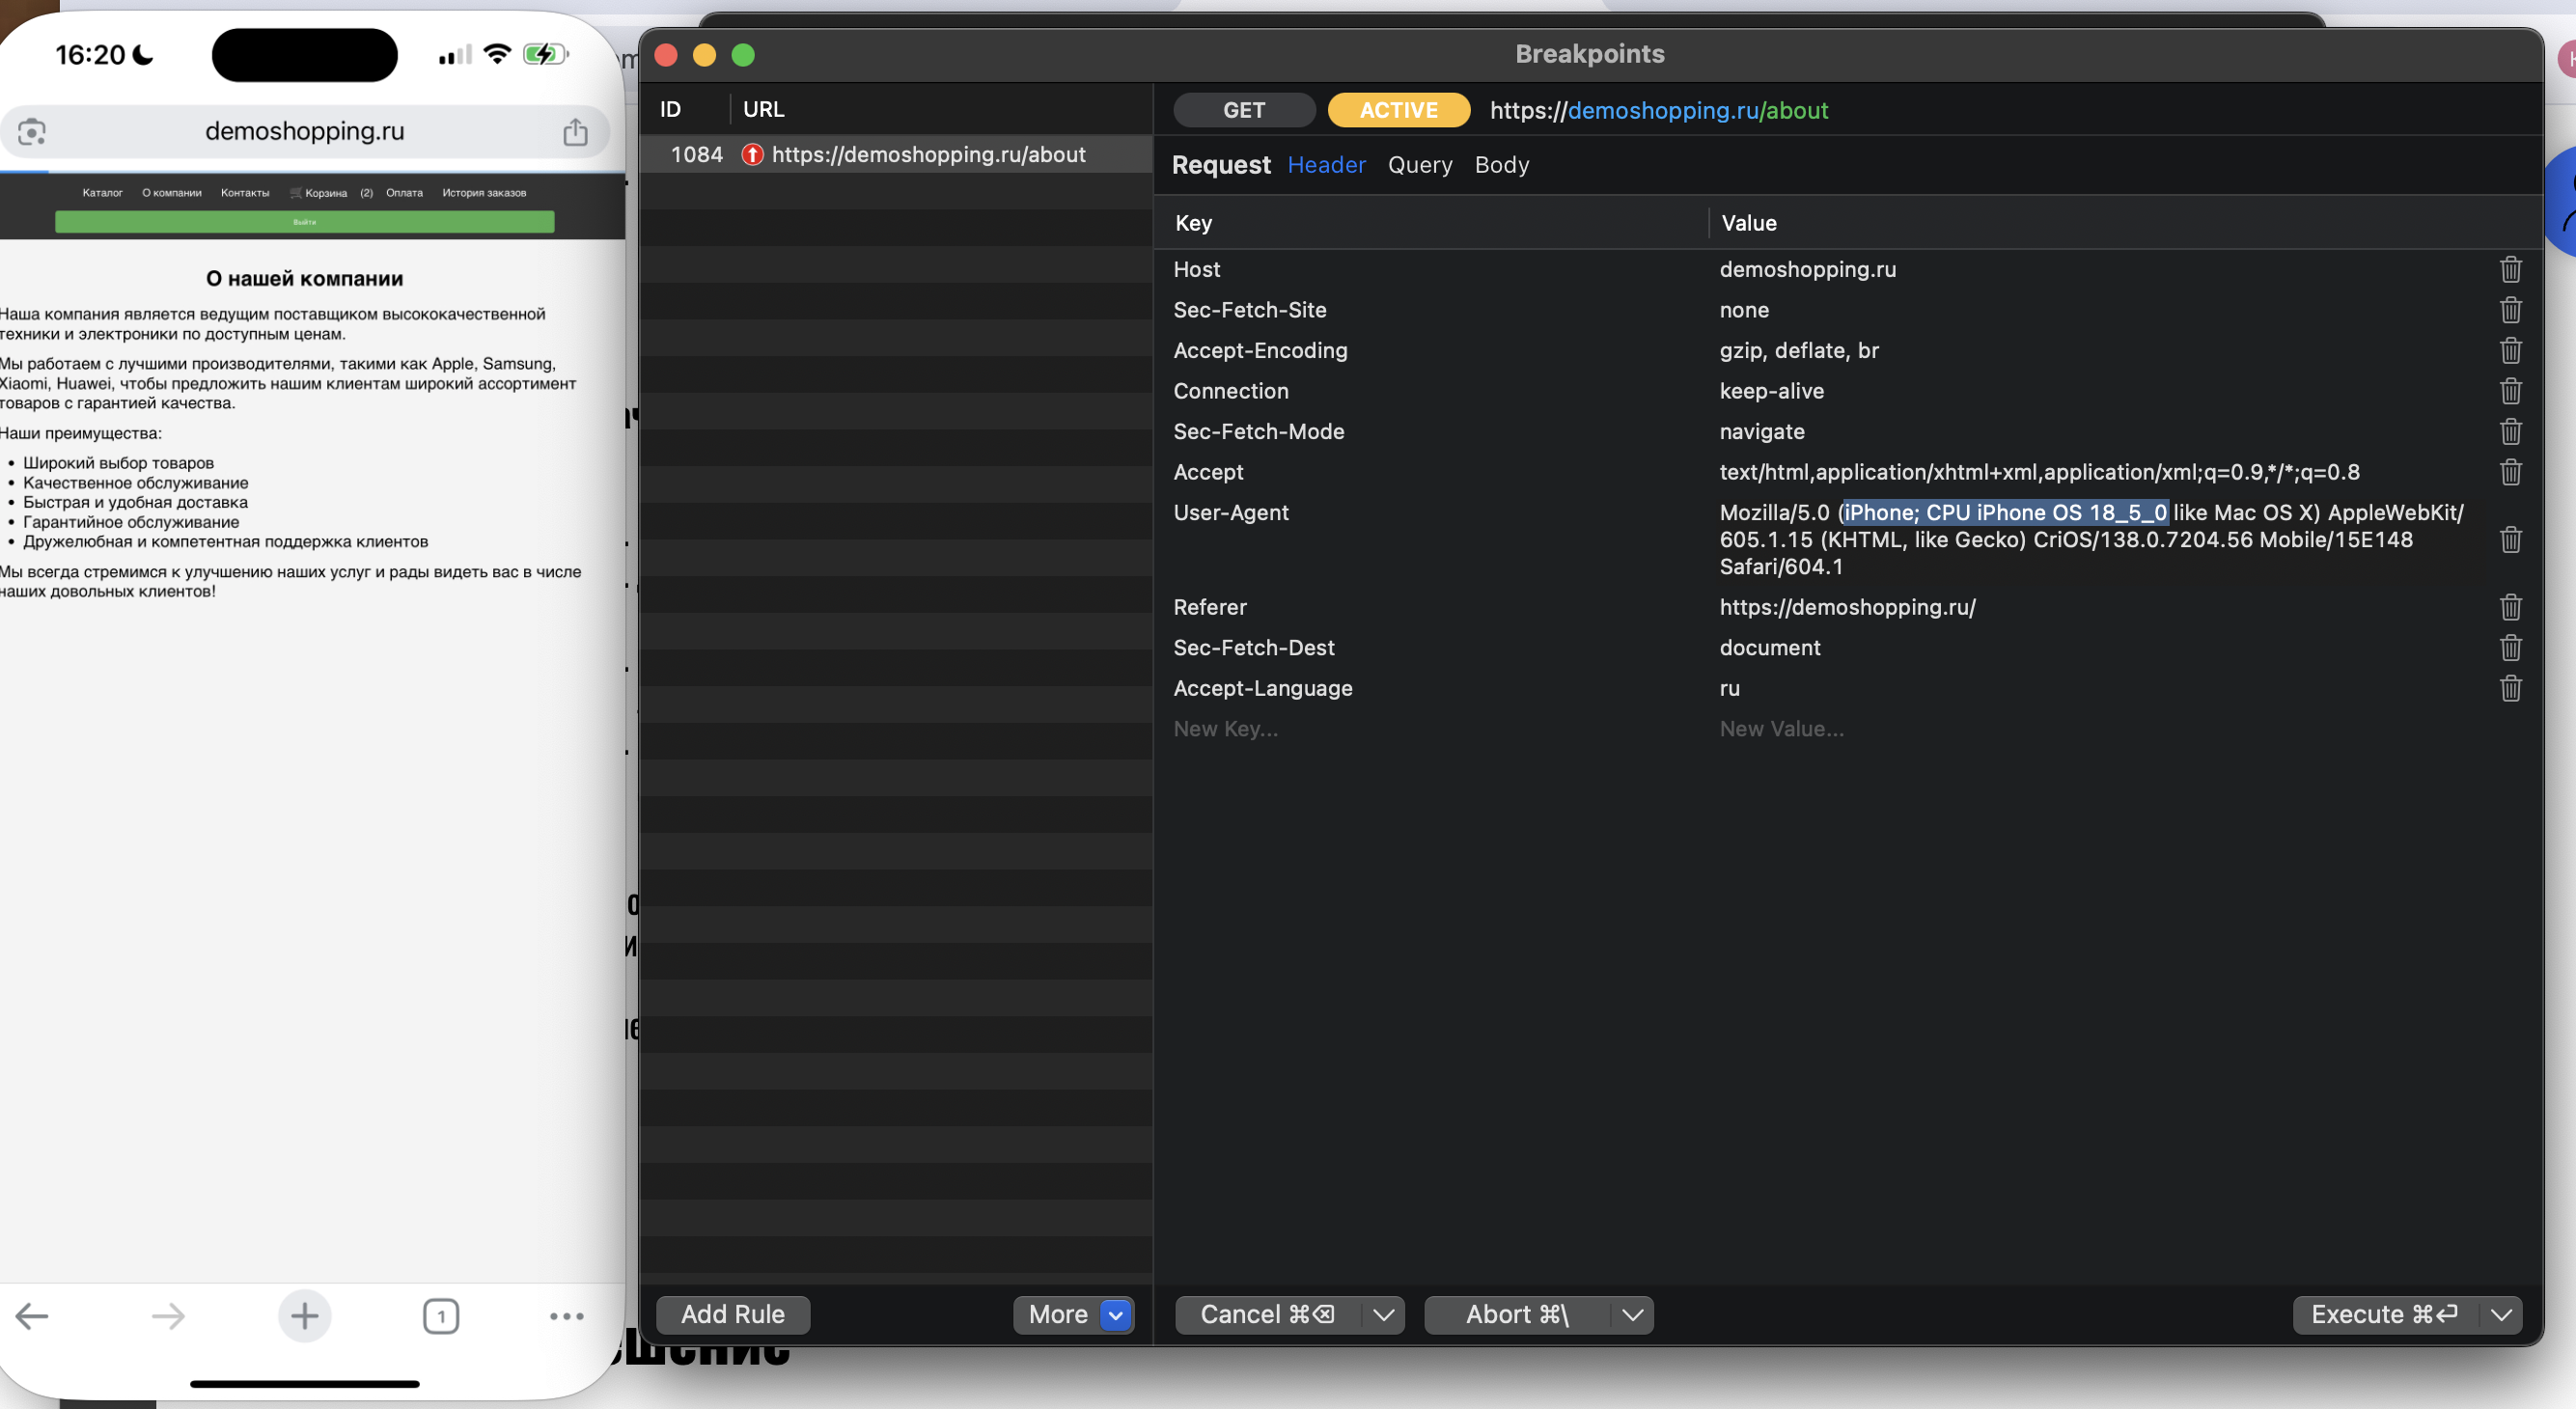 16:20
demoshopping.ru
Каталог О компании Контакты Корзина (2) Оплата История заказов
Выйти
О нашей компании
Наша компания является ведущим поставщиком высококачественной
техники и электроники по доступным ценам.
Мы работаем с лучшими производителями, такими как Apple, Samsung,
Xiaomi, Huawei, чтобы предложить нашим клиентам широкий ассортимент
товаров с гарантией качества.
Наши преимущества:
• Широкий выбор товаров
• Качественное обслуживание
• Быстрая и удобная доставка
• Гарантийное обслуживание
• Дружелюбная и компетентная поддержка клиентов
Мы всегда стремимся к улучшению наших услуг и рады видеть вас в числе
наших довольных клиентов!
1
Breakpoints
ID URL
1084 https://demoshopping.ru/about
Add Rule More
GET ACTIVE https://demoshopping.ru/about
Request Header Query Body
Key Value
Host demoshopping.ru
Sec-Fetch-Site none
Accept-Encoding gzip, deflate, br
Connection keep-alive
Sec-Fetch-Mode navigate
Accept text/html,application/xhtml+xml,application/xml;q=0.9,*/*;q=0.8
User-Agent Mozilla/5.0 (iPhone; CPU iPhone OS 18_5_0 like Mac OS X) AppleWebKit/
605.1.15 (KHTML, like Gecko) CriOS/138.0.7204.56 Mobile/15E148
Safari/604.1
Referer https://demoshopping.ru/
Sec-Fetch-Dest document
Accept-Language ru
New Key... New Value...
Cancel ⌘⌫ Abort ⌘\ Execute ⌘↩